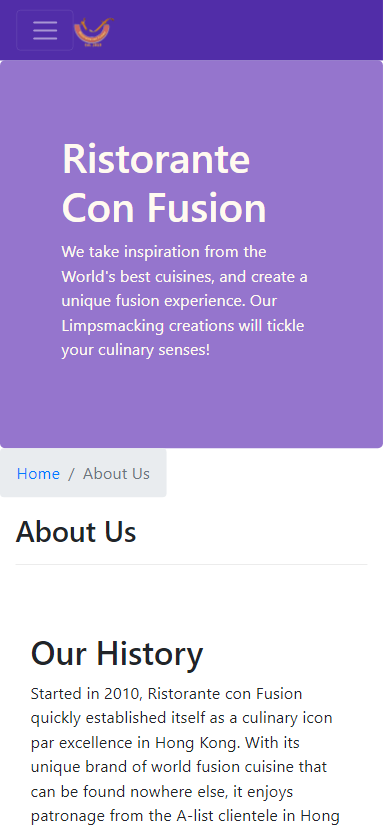 Ristorante
Con Fusion
We take inspiration from the
World's best cuisines, and create a
unique fusion experience. Our
Limpsmacking creations will tickle
your culinary senses!
Home / About Us
About Us
Our History
Started in 2010, Ristorante con Fusion
quickly established itself as a culinary icon
par excellence in Hong Kong. With its
unique brand of world fusion cuisine that
can be found nowhere else, it enjoys
patronage from the A-list clientele in Hong